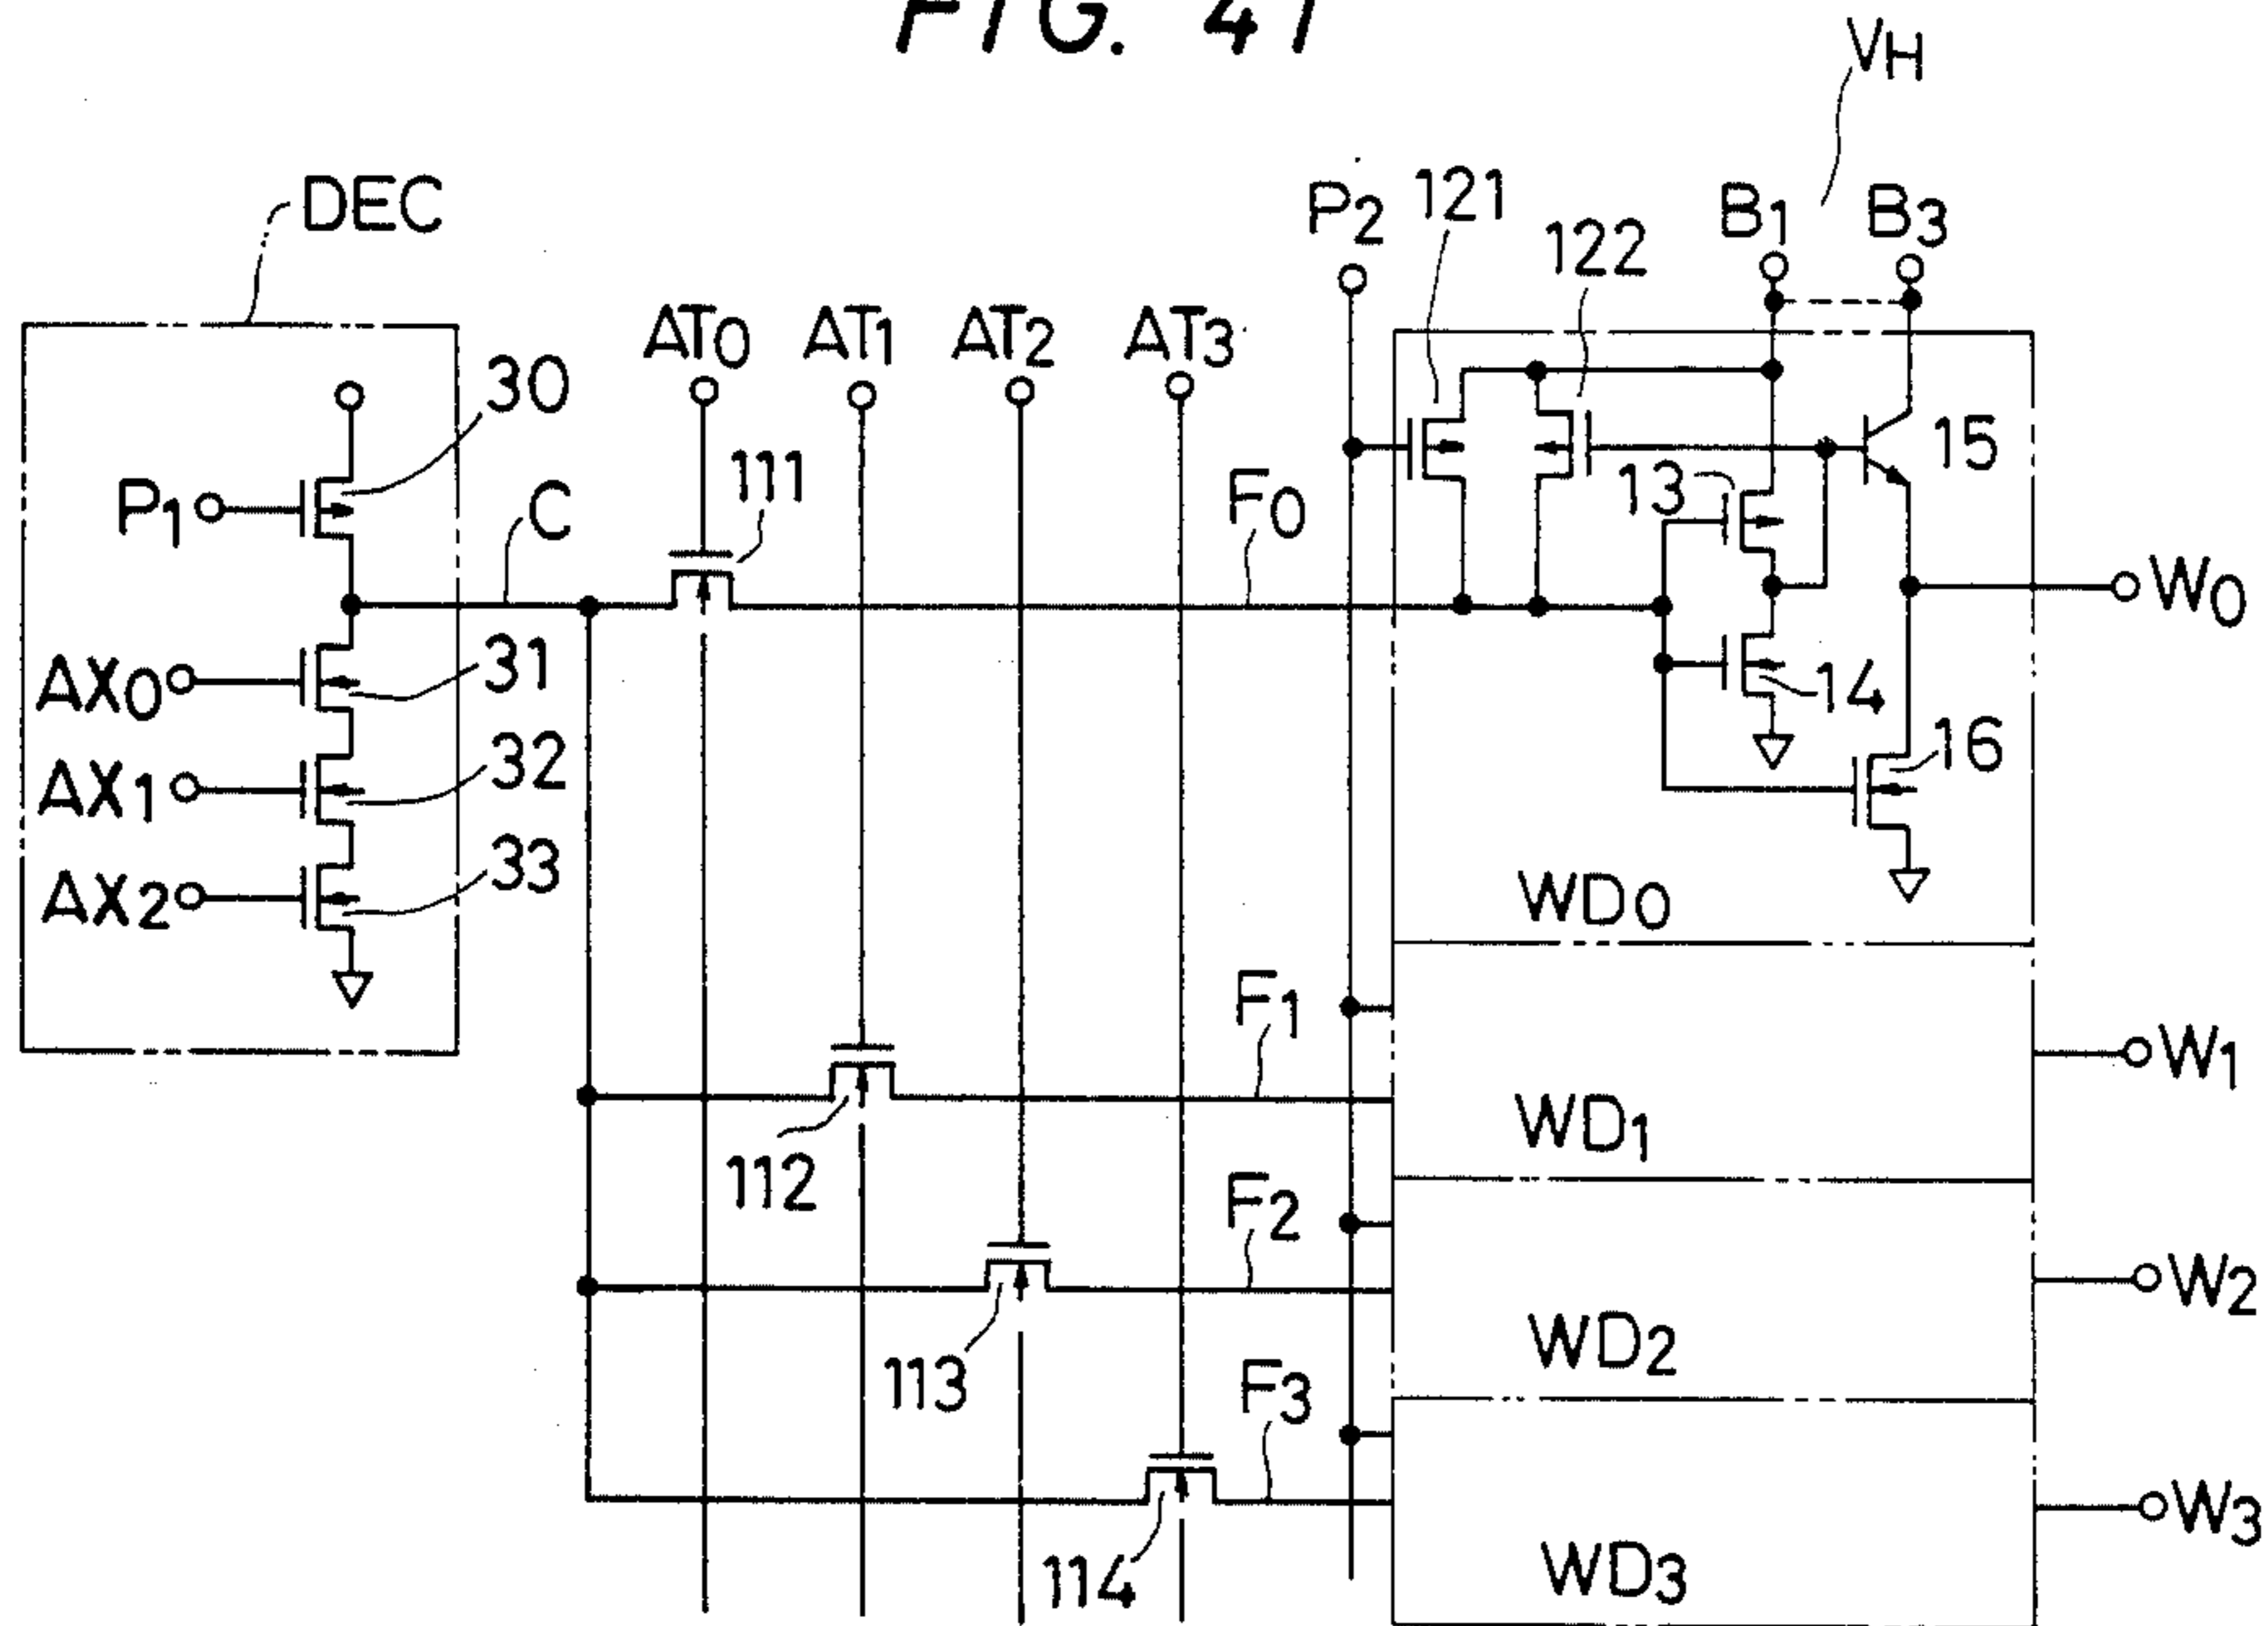 FIG. 41
VH
DEC
P2
121
122
B1
B3
AT0
AT1
AT2
AT3
30
P1
C
111
F0
13
15
W0
AX0
31
14
AX1
32
16
AX2
33
WD0
F1
W1
112
WD1
F2
W2
113
WD2
F3
W3
114
WD3